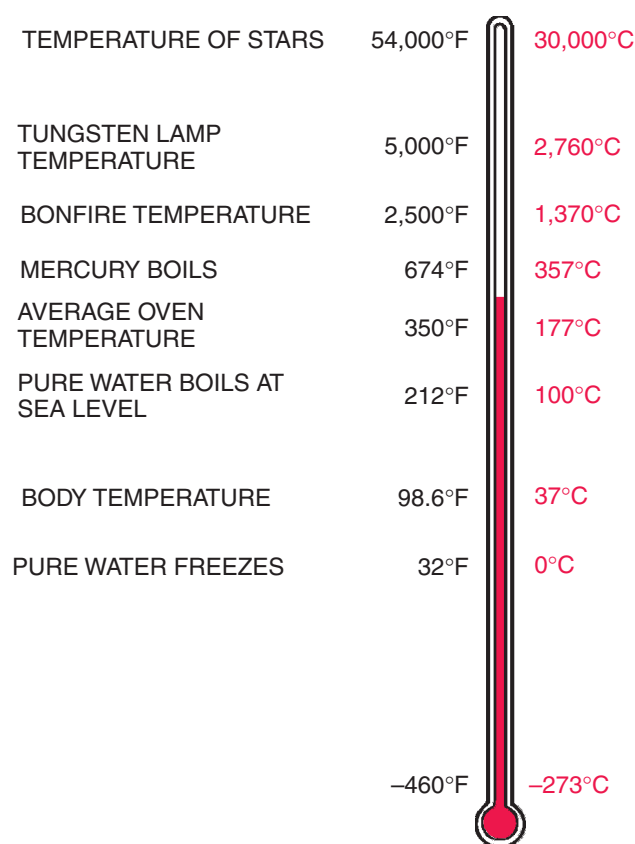 TEMPERATURE OF STARS 54,000°F 30,000°C
TUNGSTEN LAMP
TEMPERATURE 5,000°F 2,760°C
BONFIRE TEMPERATURE 2,500°F 1,370°C
MERCURY BOILS 674°F 357°C
AVERAGE OVEN
TEMPERATURE 350°F 177°C
PURE WATER BOILS AT
SEA LEVEL 212°F 100°C
BODY TEMPERATURE 98.6°F 37°C
PURE WATER FREEZES 32°F 0°C
–460°F –273°C